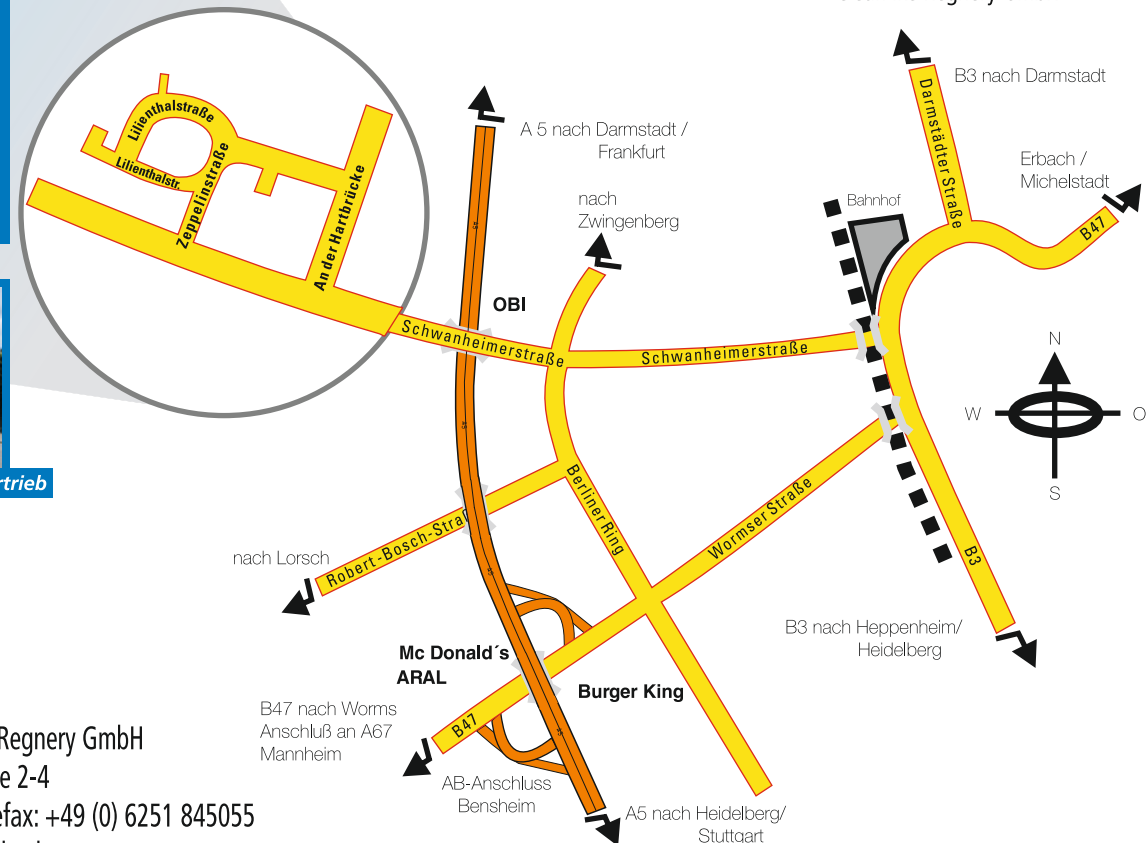 B3 nach Darmstadt
Darmstädter Straße
A 5 nach Darmstadt /
Frankfurt
Erbach /
Michelstadt
Bahnhof
B47
nach
Zwingenberg
Lilienthalstraße
Lilienthalstr.
Zeppelinstraße
An der Hartbrücke
OBI
Schwanheimerstraße
Schwanheimerstraße
N
W
O
S
rtrieb
Berliner Ring
Wormser Straße
Robert-Bosch-Straß
nach Lorsch
B3
B3 nach Heppenheim/
Heidelberg
Mc Donald´s
ARAL
Burger King
B47 nach Worms
Anschluß an A67
Mannheim
B47
AB-Anschluss
Bensheim
A5 nach Heidelberg/
Stuttgart
Regnery GmbH
e 2-4
efax: +49 (0) 6251 845055